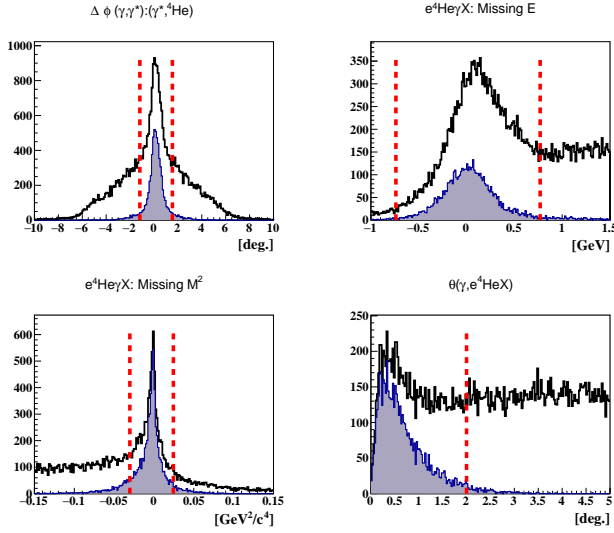 Δ ϕ (γ,γ*):(γ*,⁴He)
1000
800
600
400
200
0
−10 −8 −6 −4 −2 0 2 4 6 8 10
[deg.]
e⁴HeγX: Missing E
350
300
250
200
150
100
50
0
−1 −0.5 0 0.5 1 1.5
[GeV]
e⁴HeγX: Missing M²
600
500
400
300
200
100
0
−0.15 −0.1 −0.05 0 0.05 0.1 0.15
[GeV²/c⁴]
θ(γ,e⁴HeX)
250
200
150
100
50
0
0 0.5 1 1.5 2 2.5 3 3.5 4 4.5 5
[deg.]